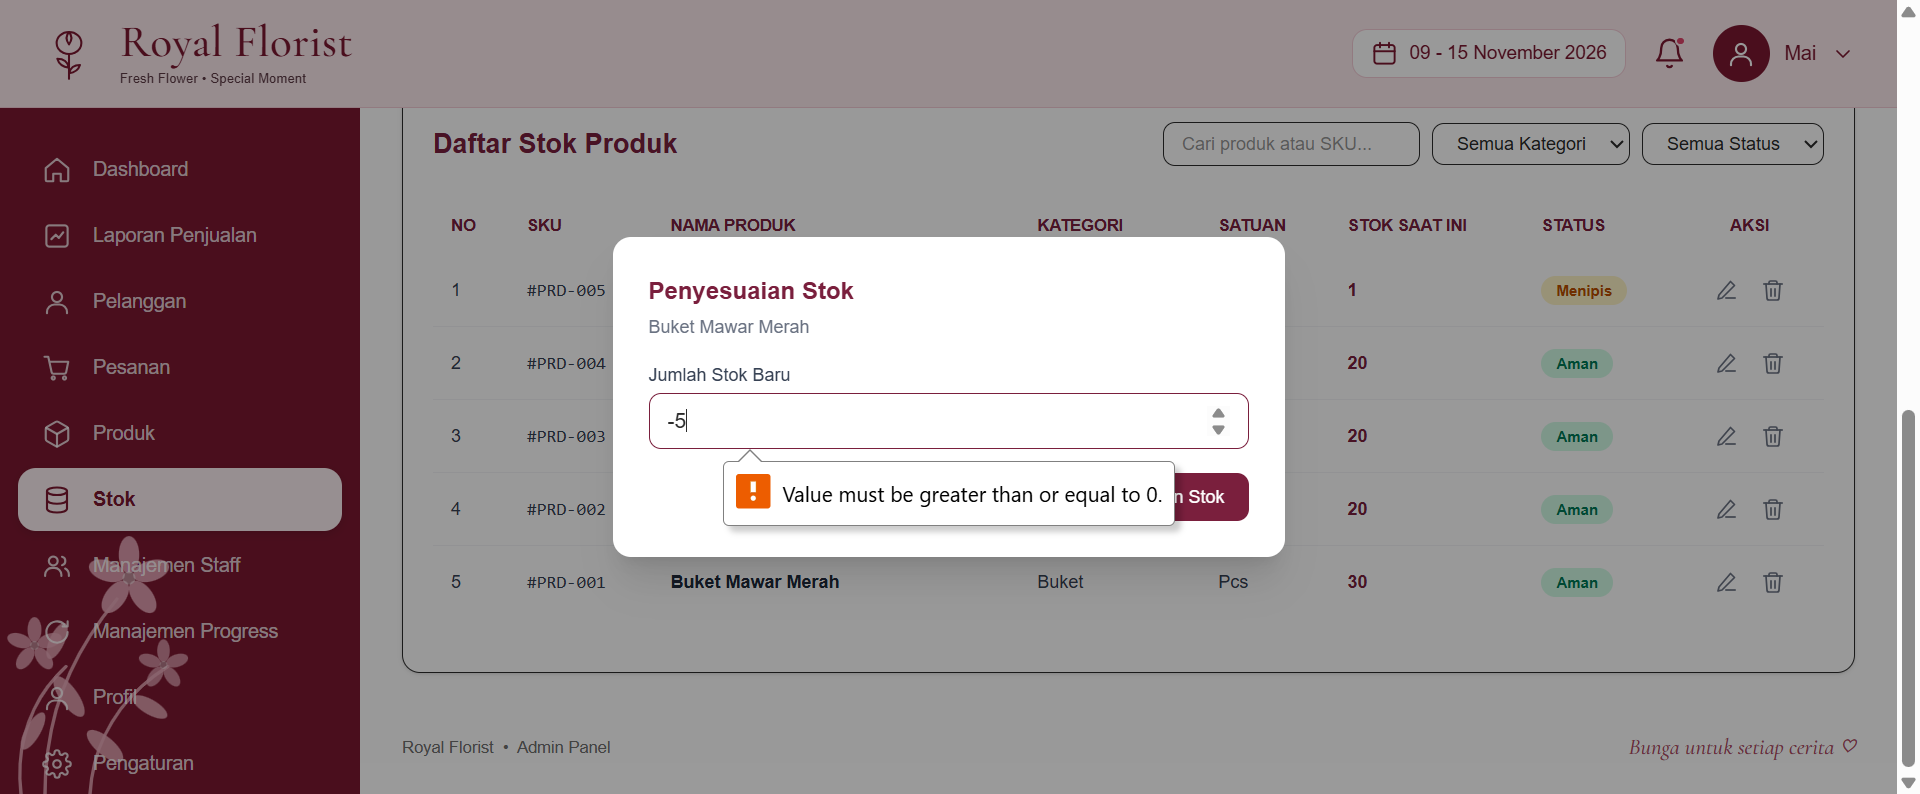 Royal Florist
Fresh Flower • Special Moment
09 - 15 November 2026
Mai
Dashboard
Laporan Penjualan
Pelanggan
Pesanan
Produk
Stok
Manajemen Staff
Manajemen Progress
Profil
Pengaturan
Daftar Stok Produk
Cari produk atau SKU...
Semua Kategori
Semua Status
NO SKU NAMA PRODUK KATEGORI SATUAN STOK SAAT INI STATUS AKSI
1 #PRD-005 1 Menipis
2 #PRD-004 20 Aman
3 #PRD-003 20 Aman
4 #PRD-002 20 Aman
5 #PRD-001 Buket Mawar Merah Buket Pcs 30 Aman
Penyesuaian Stok
Buket Mawar Merah
Jumlah Stok Baru
-5
Value must be greater than or equal to 0.
n Stok
Royal Florist • Admin Panel
Bunga untuk setiap cerita